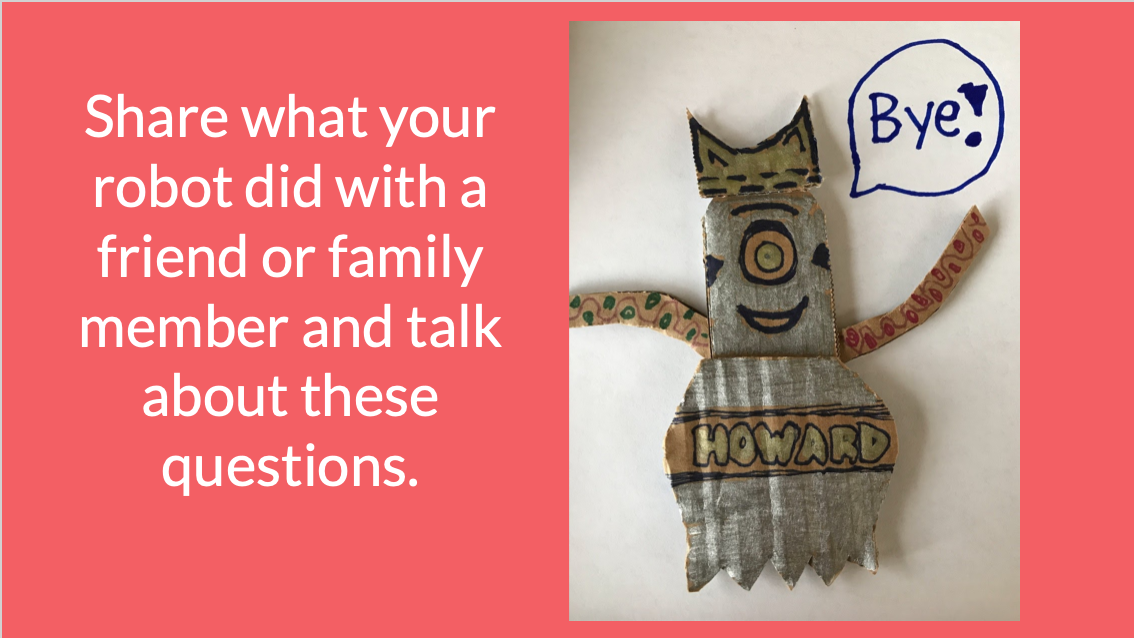 Share what your
robot did with a
friend or family
member and talk
about these
questions.
Bye!
HOWARD